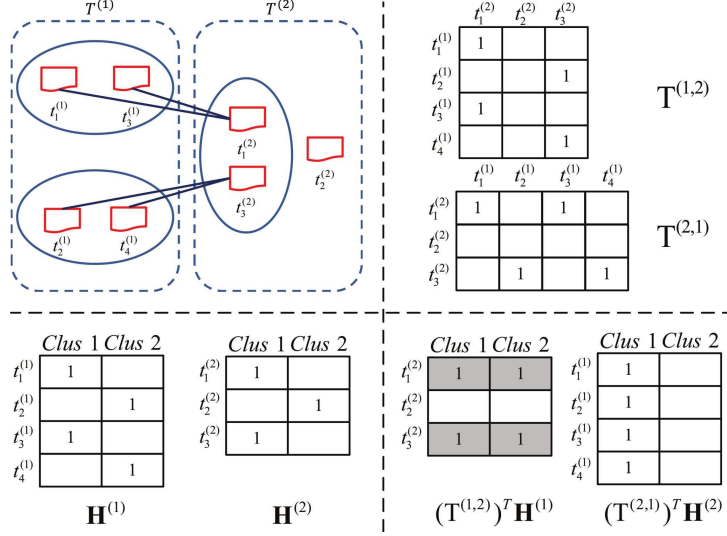 T^(1) T^(2)
t_1^(1) t_3^(1)
t_1^(2)
t_2^(2)
t_3^(2)
t_2^(1) t_4^(1)
t_1^(2) t_2^(2) t_3^(2)
t_1^(1) 1
t_2^(1) 1
t_3^(1) 1
t_4^(1) 1
T^(1,2)
t_1^(1) t_2^(1) t_3^(1) t_4^(1)
t_1^(2) 1 1
t_2^(2)
t_3^(2) 1 1
T^(2,1)
Clus 1 Clus 2
t_1^(1) 1
t_2^(1) 1
t_3^(1) 1
t_4^(1) 1
H^(1)
Clus 1 Clus 2
t_1^(2) 1
t_2^(2) 1
t_3^(2) 1
H^(2)
Clus 1 Clus 2
t_1^(2) 1 1
t_2^(2)
t_3^(2) 1 1
(T^(1,2))^T H^(1)
Clus 1 Clus 2
t_1^(1) 1
t_2^(1) 1
t_3^(1) 1
t_4^(1) 1
(T^(2,1))^T H^(2)